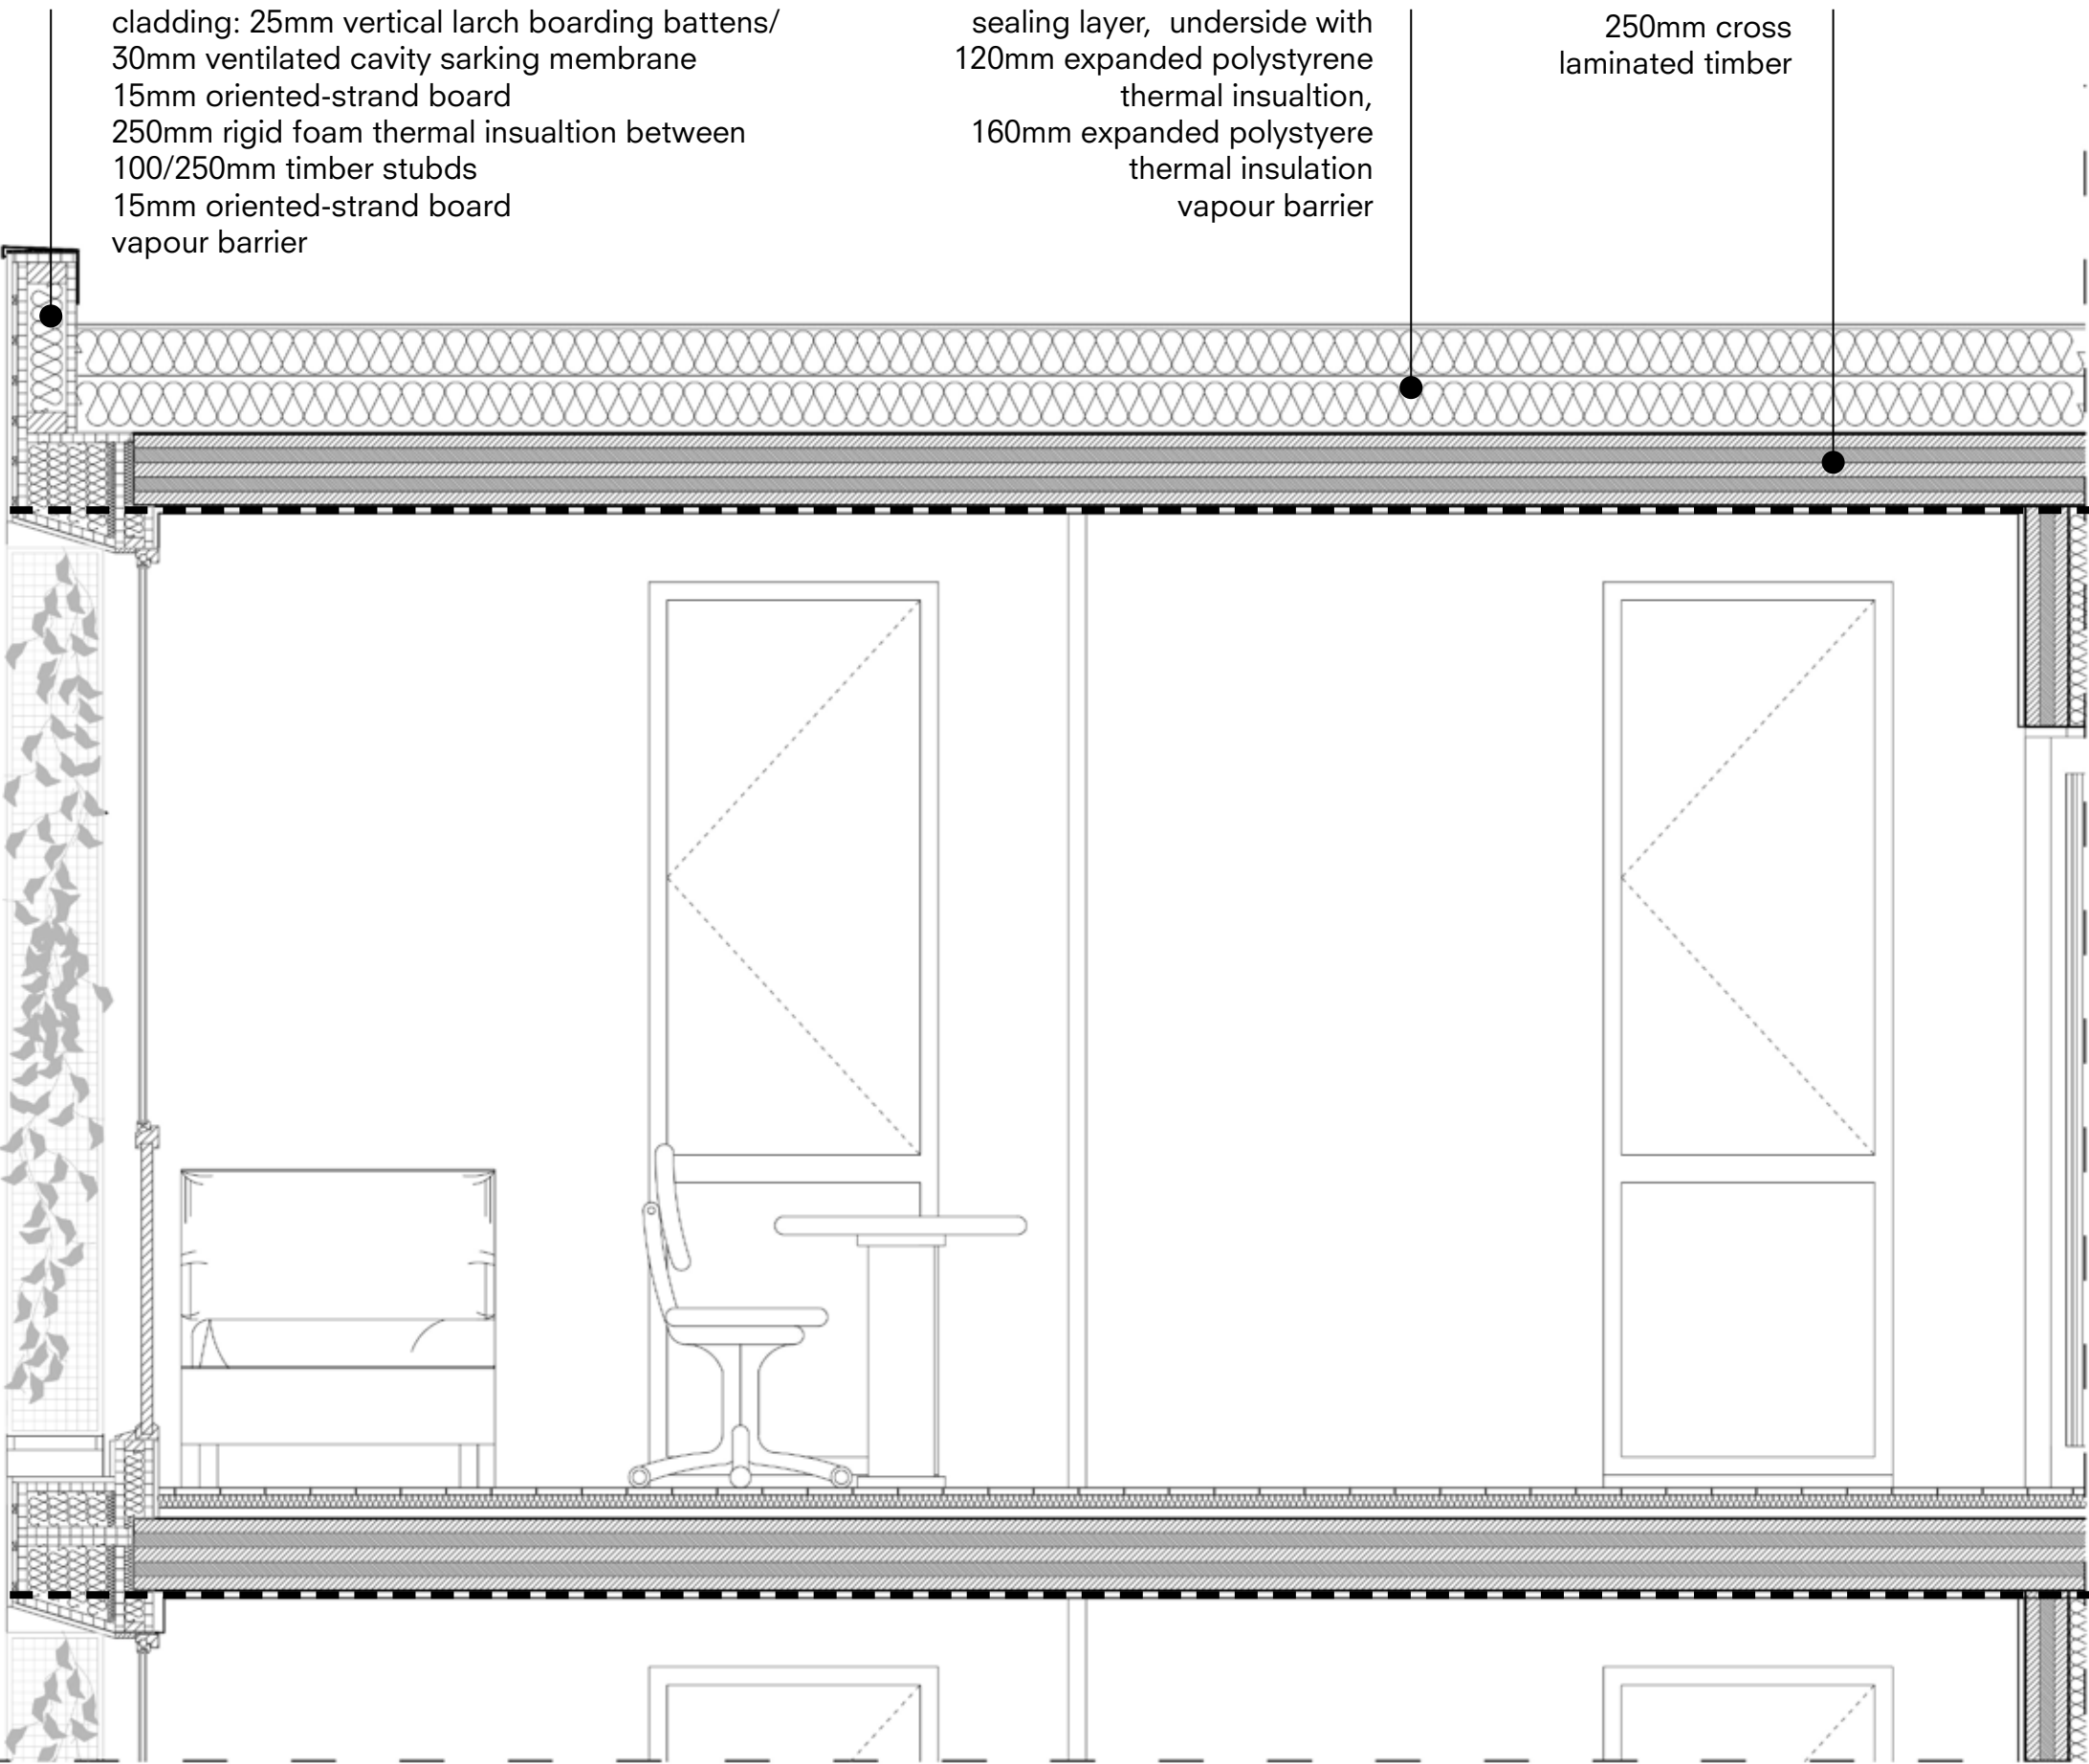 cladding: 25mm vertical larch boarding battens/
30mm ventilated cavity sarking membrane
15mm oriented-strand board
250mm rigid foam thermal insualtion between
100/250mm timber stubds
15mm oriented-strand board
vapour barrier
sealing layer,  underside with
120mm expanded polystyrene
thermal insualtion,
160mm expanded polystyere
thermal insulation
vapour barrier
250mm cross
laminated timber